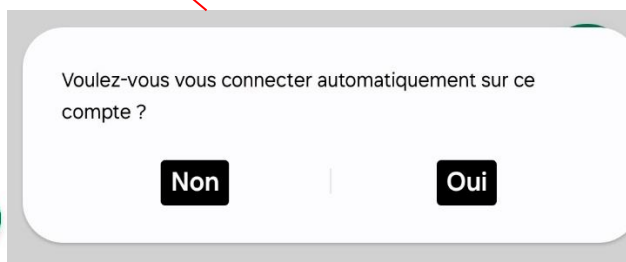 Voulez-vous vous connecter automatiquement sur ce
compte ?
Non
Oui